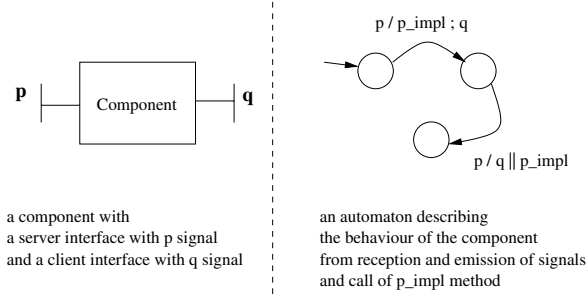 p / p_impl ; q
p
Component
q
p / q || p_impl
a component with
a server interface with p signal
and a client interface with q signal
an automaton describing
the behaviour of the component
from reception and emission of signals
and call of p_impl method